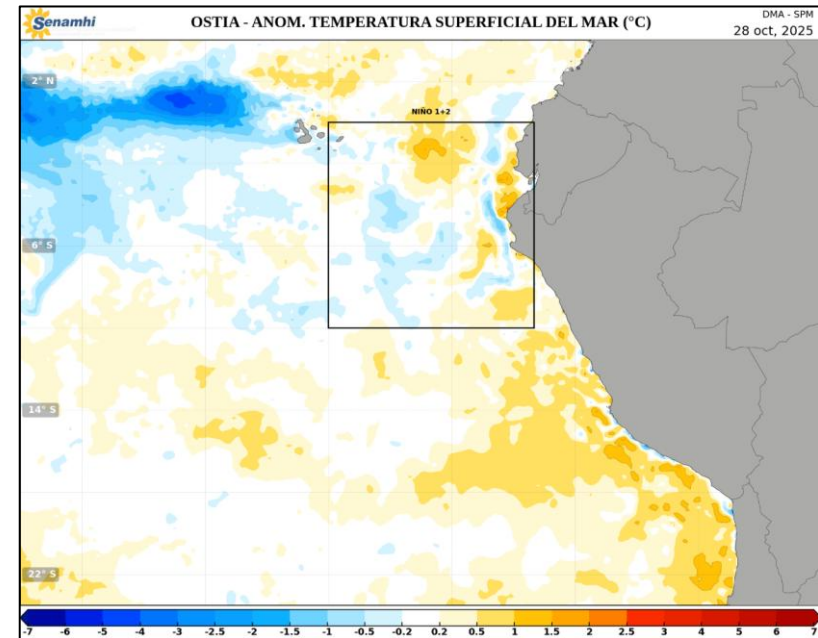 Senamhi
OSTIA - ANOM. TEMPERATURA SUPERFICIAL DEL MAR (°C)
DMA - SPM
28 oct, 2025
2° N
NIÑO 1+2
6° S
14° S
22° S
-7 -6 -5 -4 -3 -2.5 -2 -1.5 -1 -0.5 -0.2 0.2 0.5 1 1.5 2 2.5 3 4 5 6 7